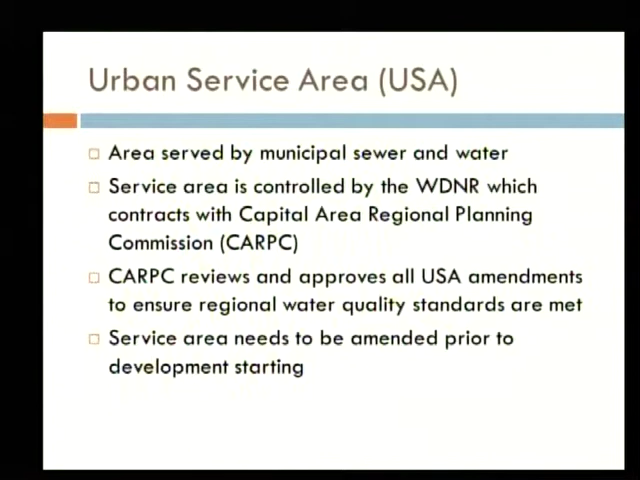 Urban Service Area (USA)
Area served by municipal sewer and water
Service area is controlled by the WDNR which
contracts with Capital Area Regional Planning
Commission (CARPC)
CARPC reviews and approves all USA amendments
to ensure regional water quality standards are met
Service area needs to be amended prior to
development starting